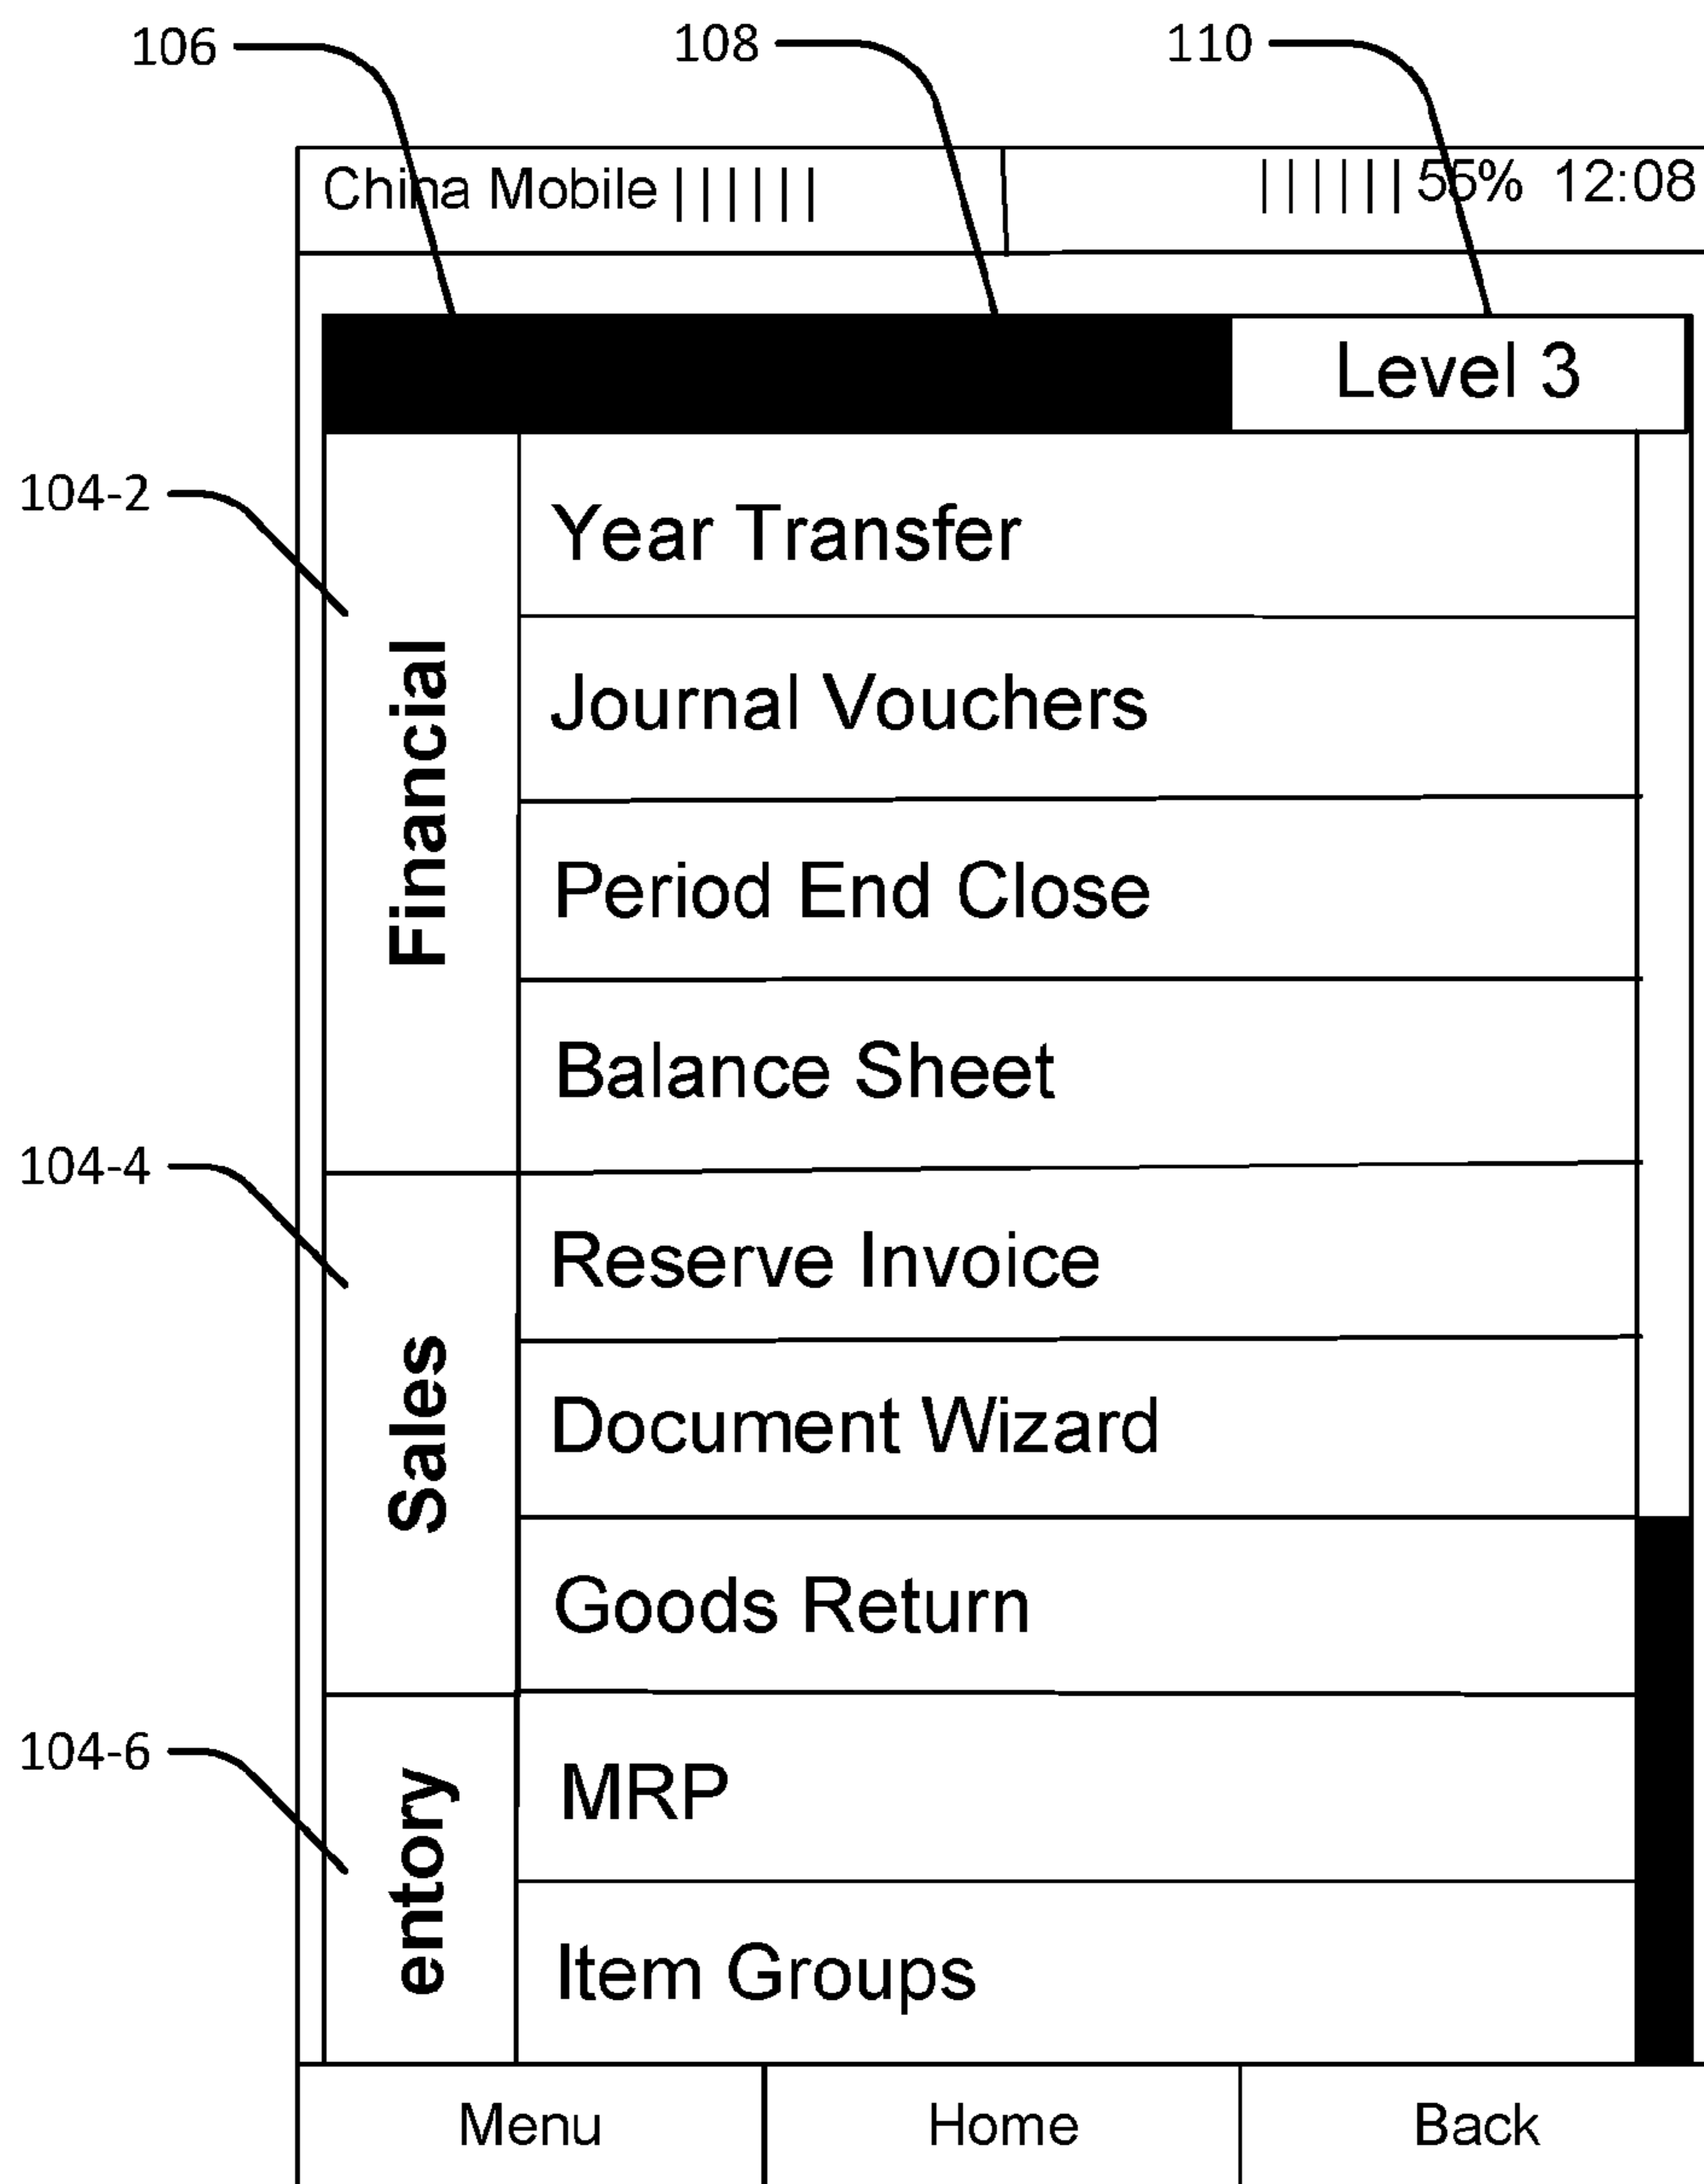 106
108
110
China Mobile |||||| |||||| 55% 12:08
Level 3
104-2
Financial
Year Transfer
Journal Vouchers
Period End Close
Balance Sheet
104-4
Sales
Reserve Invoice
Document Wizard
Goods Return
104-6
entory
MRP
Item Groups
Menu
Home
Back